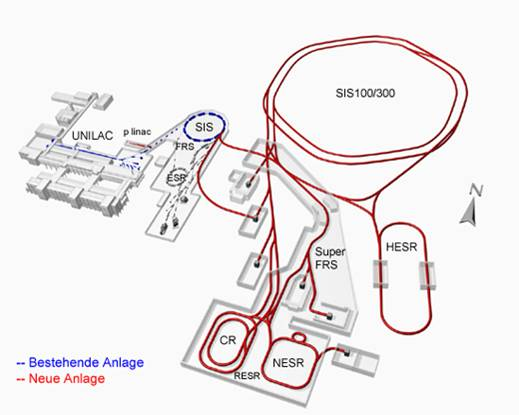 SIS100/300
UNILAC
p linac
SIS
FRS
ESR
N
HESR
Super
FRS
CR
RESR
NESR
-- Bestehende Anlage
-- Neue Anlage